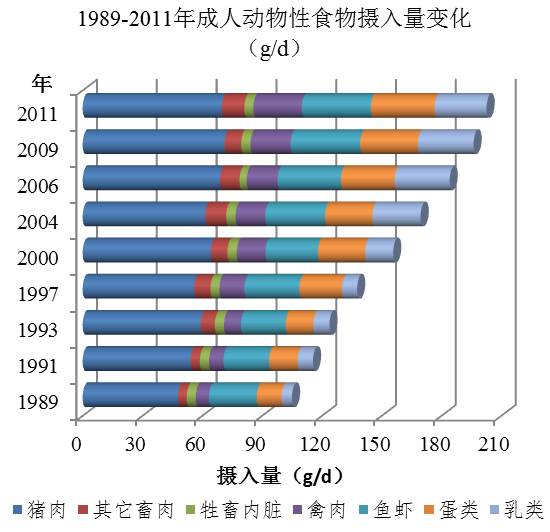 1989-2011年成人动物性食物摄入量变化
（g/d）
年
2011
2009
2006
2004
2000
1997
1993
1991
1989
0 30 60 90 120 150 180 210
摄入量（g/d）
猪肉 其它畜肉 牲畜内脏 禽肉 鱼虾 蛋类 乳类